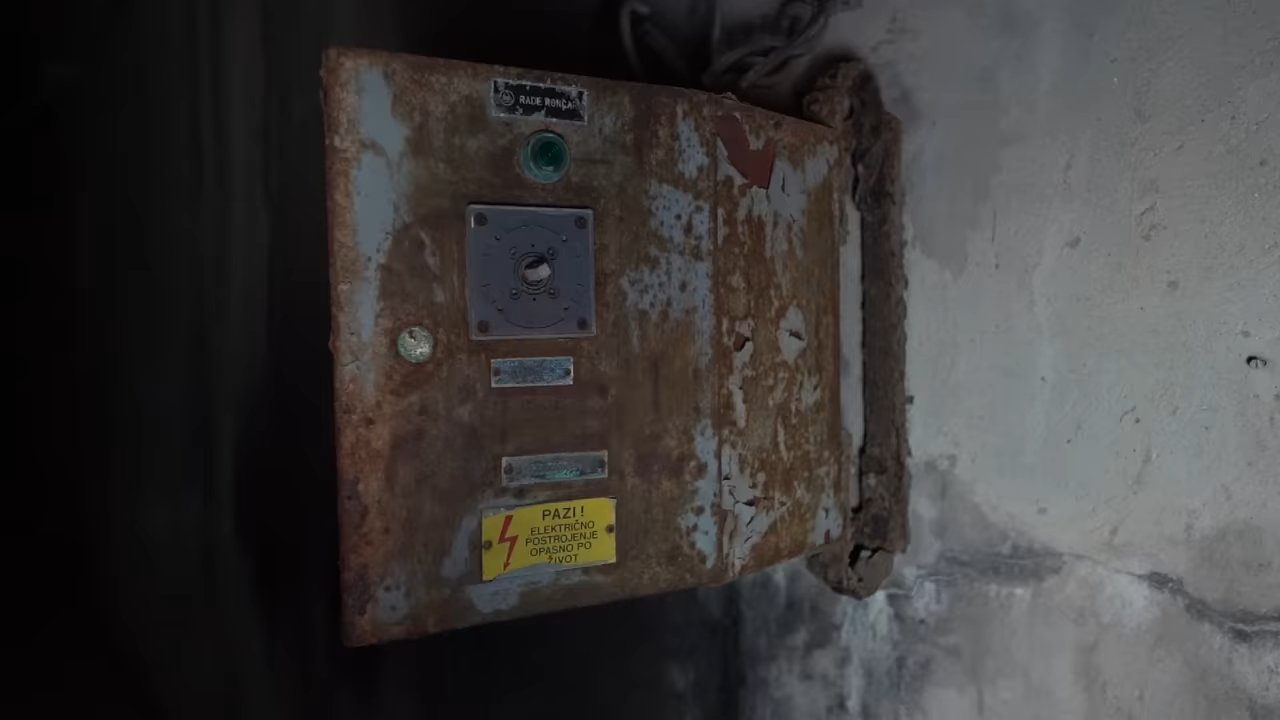 RADE KONČAR
PAZI!
ELEKTRIČNO
POSTROJENJE
OPASNO PO
ŽIVOT